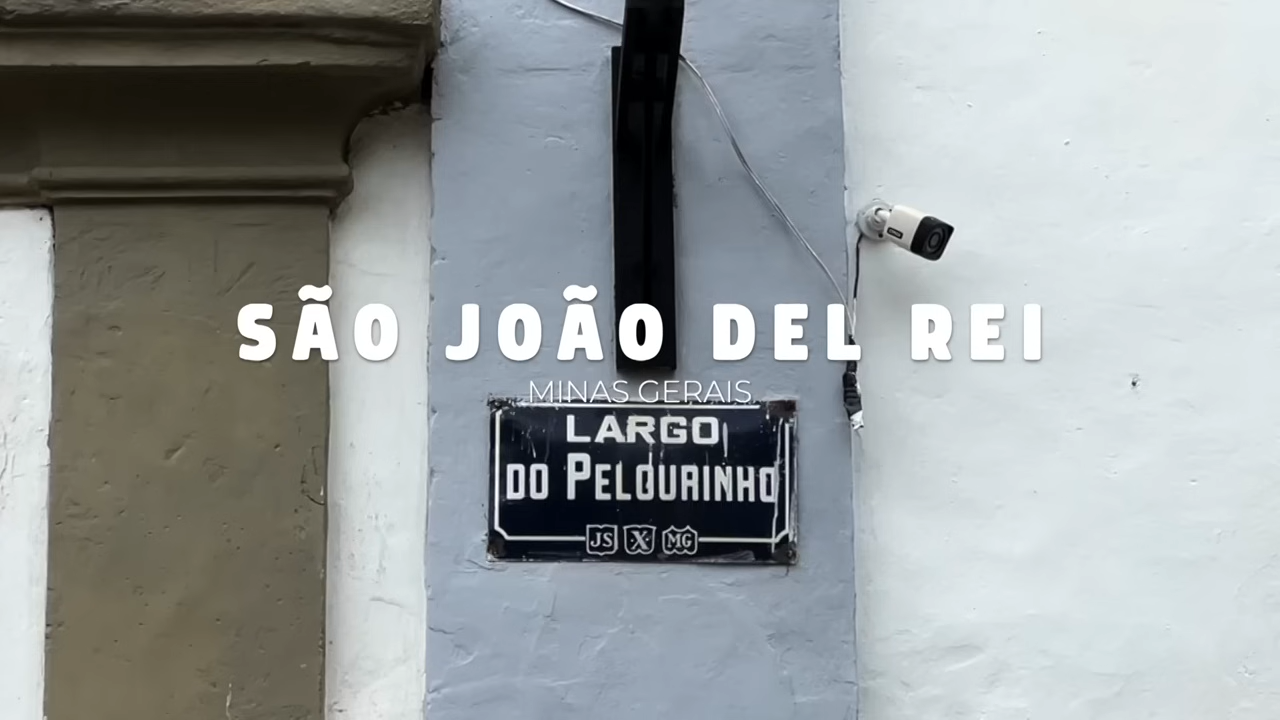 SÃO JOÃO DEL REI
MINAS GERAIS
LARGO
DO PELOURINHO
JS X MG